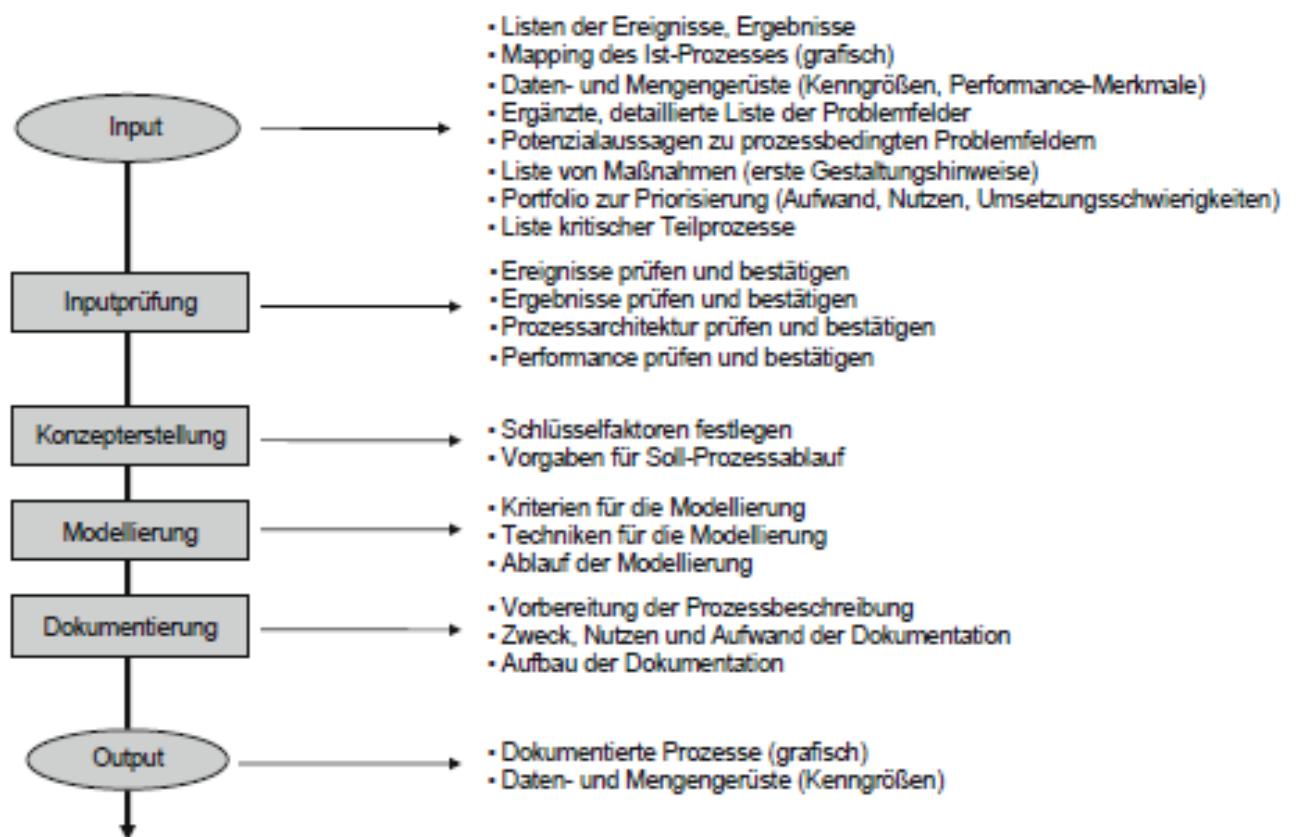 Input
▪ Listen der Ereignisse, Ergebnisse
▪ Mapping des Ist-Prozesses (grafisch)
▪ Daten- und Mengengerüste (Kenngrößen, Performance-Merkmale)
▪ Ergänzte, detaillierte Liste der Problemfelder
▪ Potenzialaussagen zu prozessbedingten Problemfeldern
▪ Liste von Maßnahmen (erste Gestaltungshinweise)
▪ Portfolio zur Priorisierung (Aufwand, Nutzen, Umsetzungsschwierigkeiten)
▪ Liste kritischer Teilprozesse
Inputprüfung
▪ Ereignisse prüfen und bestätigen
▪ Ergebnisse prüfen und bestätigen
▪ Prozessarchitektur prüfen und bestätigen
▪ Performance prüfen und bestätigen
Konzepterstellung
▪ Schlüsselfaktoren festlegen
▪ Vorgaben für Soll-Prozessablauf
Modellierung
▪ Kriterien für die Modellierung
▪ Techniken für die Modellierung
▪ Ablauf der Modellierung
Dokumentierung
▪ Vorbereitung der Prozessbeschreibung
▪ Zweck, Nutzen und Aufwand der Dokumentation
▪ Aufbau der Dokumentation
Output
▪ Dokumentierte Prozesse (grafisch)
▪ Daten- und Mengengerüste (Kenngrößen)